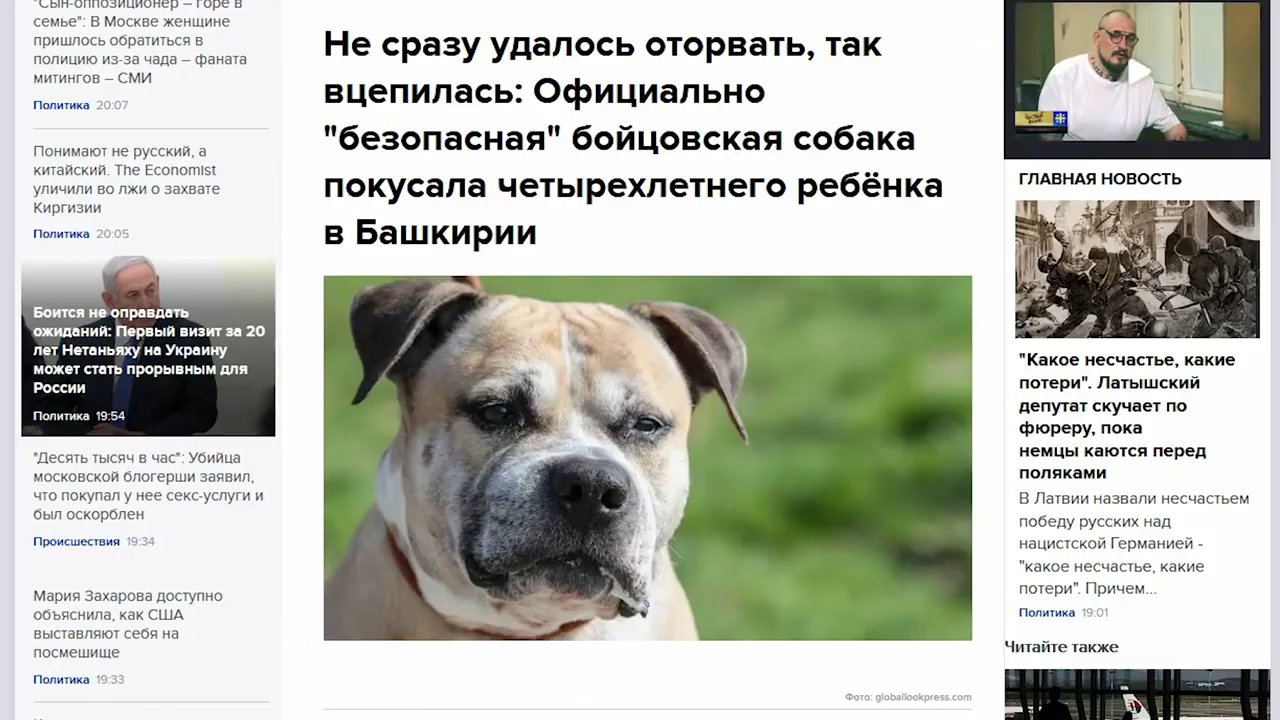 "Сын-оппозиционер – горе в
семье": В Москве женщине
пришлось обратиться в
полицию из-за чада – фаната
митингов – СМИ
Политика 20:07
Понимают не русский, а
китайский. The Economist
уличили во лжи о захвате
Киргизии
Политика 20:05
Боится не оправдать
ожиданий: Первый визит за 20
лет Нетаньяху на Украину
может стать прорывным для
России
Политика 19:54
"Десять тысяч в час": Убийца
московской блогерши заявил,
что покупал у нее секс-услуги и
был оскорблен
Происшествия 19:34
Мария Захарова доступно
объяснила, как США
выставляют себя на
посмешище
Политика 19:33
Не сразу удалось оторвать, так
вцепилась: Официально
"безопасная" бойцовская собака
покусала четырехлетнего ребёнка
в Башкирии
Фото: globallookpress.com
ГЛАВНАЯ НОВОСТЬ
"Какое несчастье, какие
потери". Латышский
депутат скучает по
фюреру, пока
немцы каются перед
поляками
В Латвии назвали несчастьем
победу русских над
нацистской Германией -
"какое несчастье, какие
потери". Причем...
Политика 19:01
Читайте также